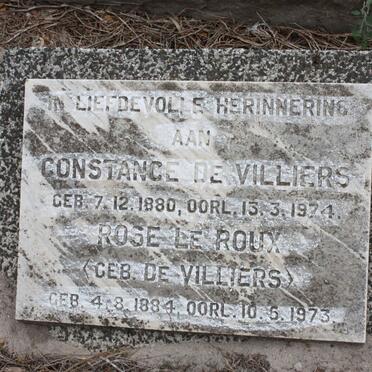 IN LIEFDEVOLLE HERINNERING
AAN
CONSTANCE DE VILLIERS
GEB. 7.12.1880, OORL. 13.3.1974.
ROSE LE ROUX
(GEB DE VILLIERS)
GEB. 4.8.1884, OORL. 10.5.1973